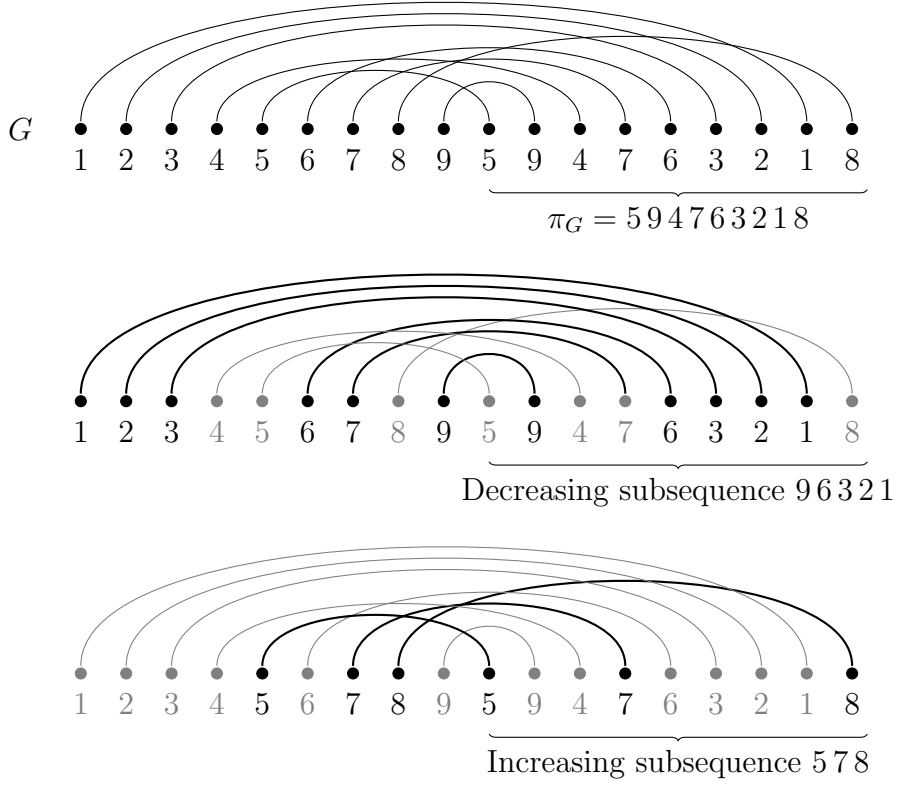 G
1 2 3 4 5 6 7 8 9 5 9 4 7 6 3 2 1 8
π_G = 5 9 4 7 6 3 2 1 8
1 2 3 4 5 6 7 8 9 5 9 4 7 6 3 2 1 8
Decreasing subsequence 9 6 3 2 1
1 2 3 4 5 6 7 8 9 5 9 4 7 6 3 2 1 8
Increasing subsequence 5 7 8